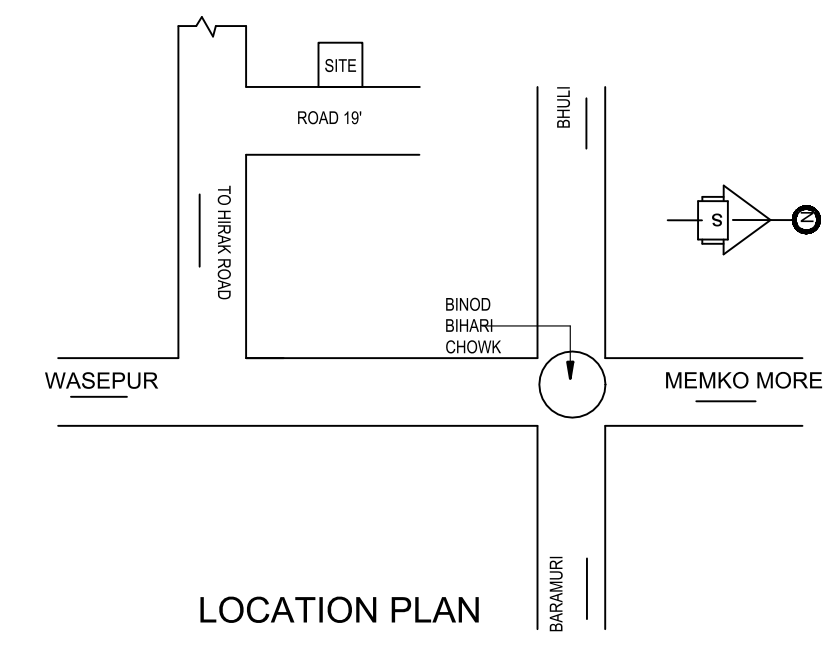 SITE
ROAD 19'
BHULI
TO HIRAK ROAD
S
N
BINOD
BIHARI
CHOWK
WASEPUR
MEMKO MORE
BARAMURI
LOCATION PLAN